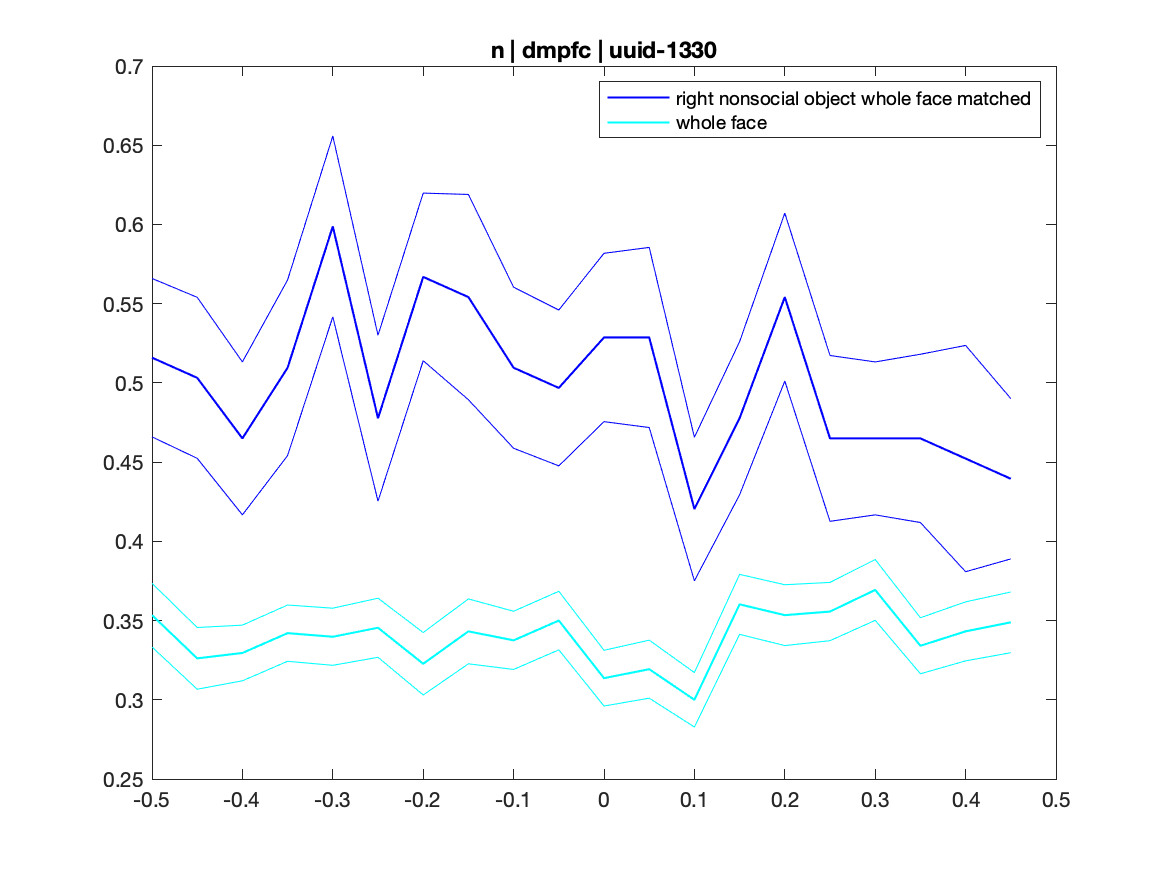 n | dmpfc | uuid-1330
right nonsocial object whole face matched
whole face
0.7
0.65
0.6
0.55
0.5
0.45
0.4
0.35
0.3
0.25
-0.5 -0.4 -0.3 -0.2 -0.1 0 0.1 0.2 0.3 0.4 0.5